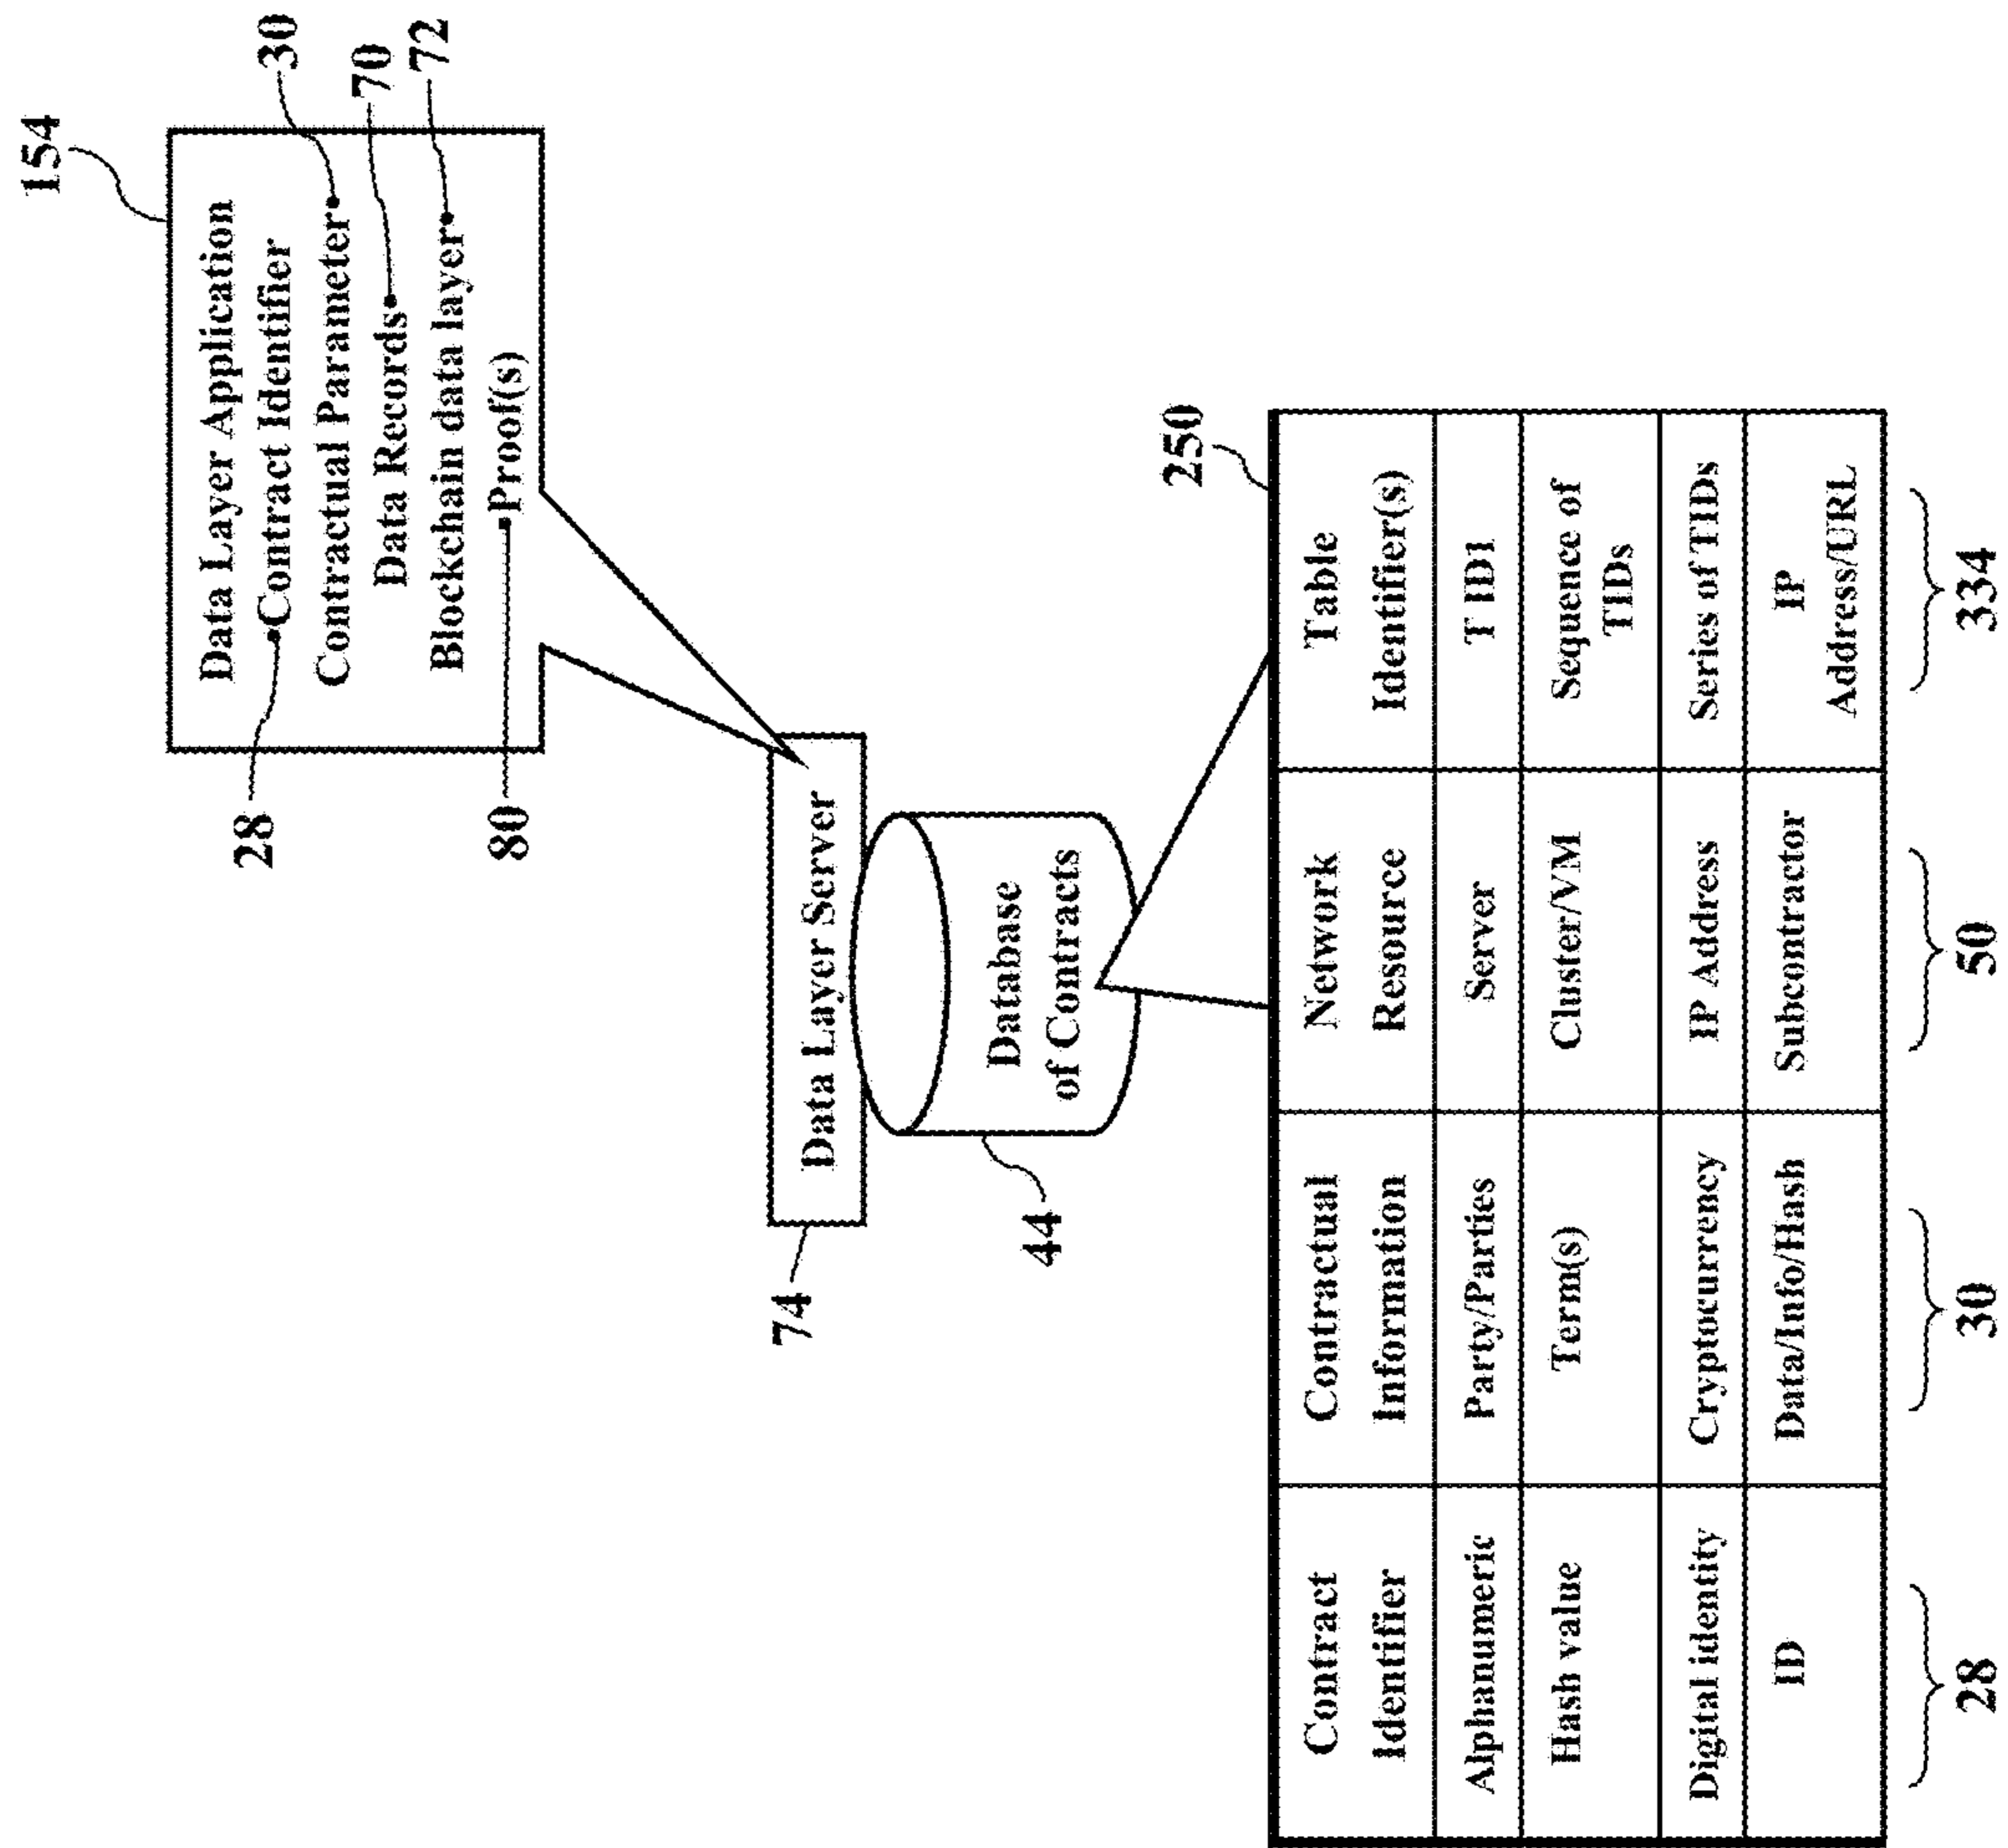 154
Data Layer Application
28
Contract Identifier
Contractual Parameter
30
Data Records
70
Blockchain data layer
72
80
Proof(s)
74
Data Layer Server
44
Database
of Contracts
250
Contract
Identifier
Contractual
Information
Network
Resource
Table
Identifier(s)
Alphanumeric
Party/Parties
Server
T ID1
Hash value
Term(s)
Cluster/VM
Sequence of
TIDs
Digital identity
Cryptocurrency
IP Address
Series of TIDs
ID
Data/Info/Hash
Subcontractor
IP
Address/URL
28
30
50
334